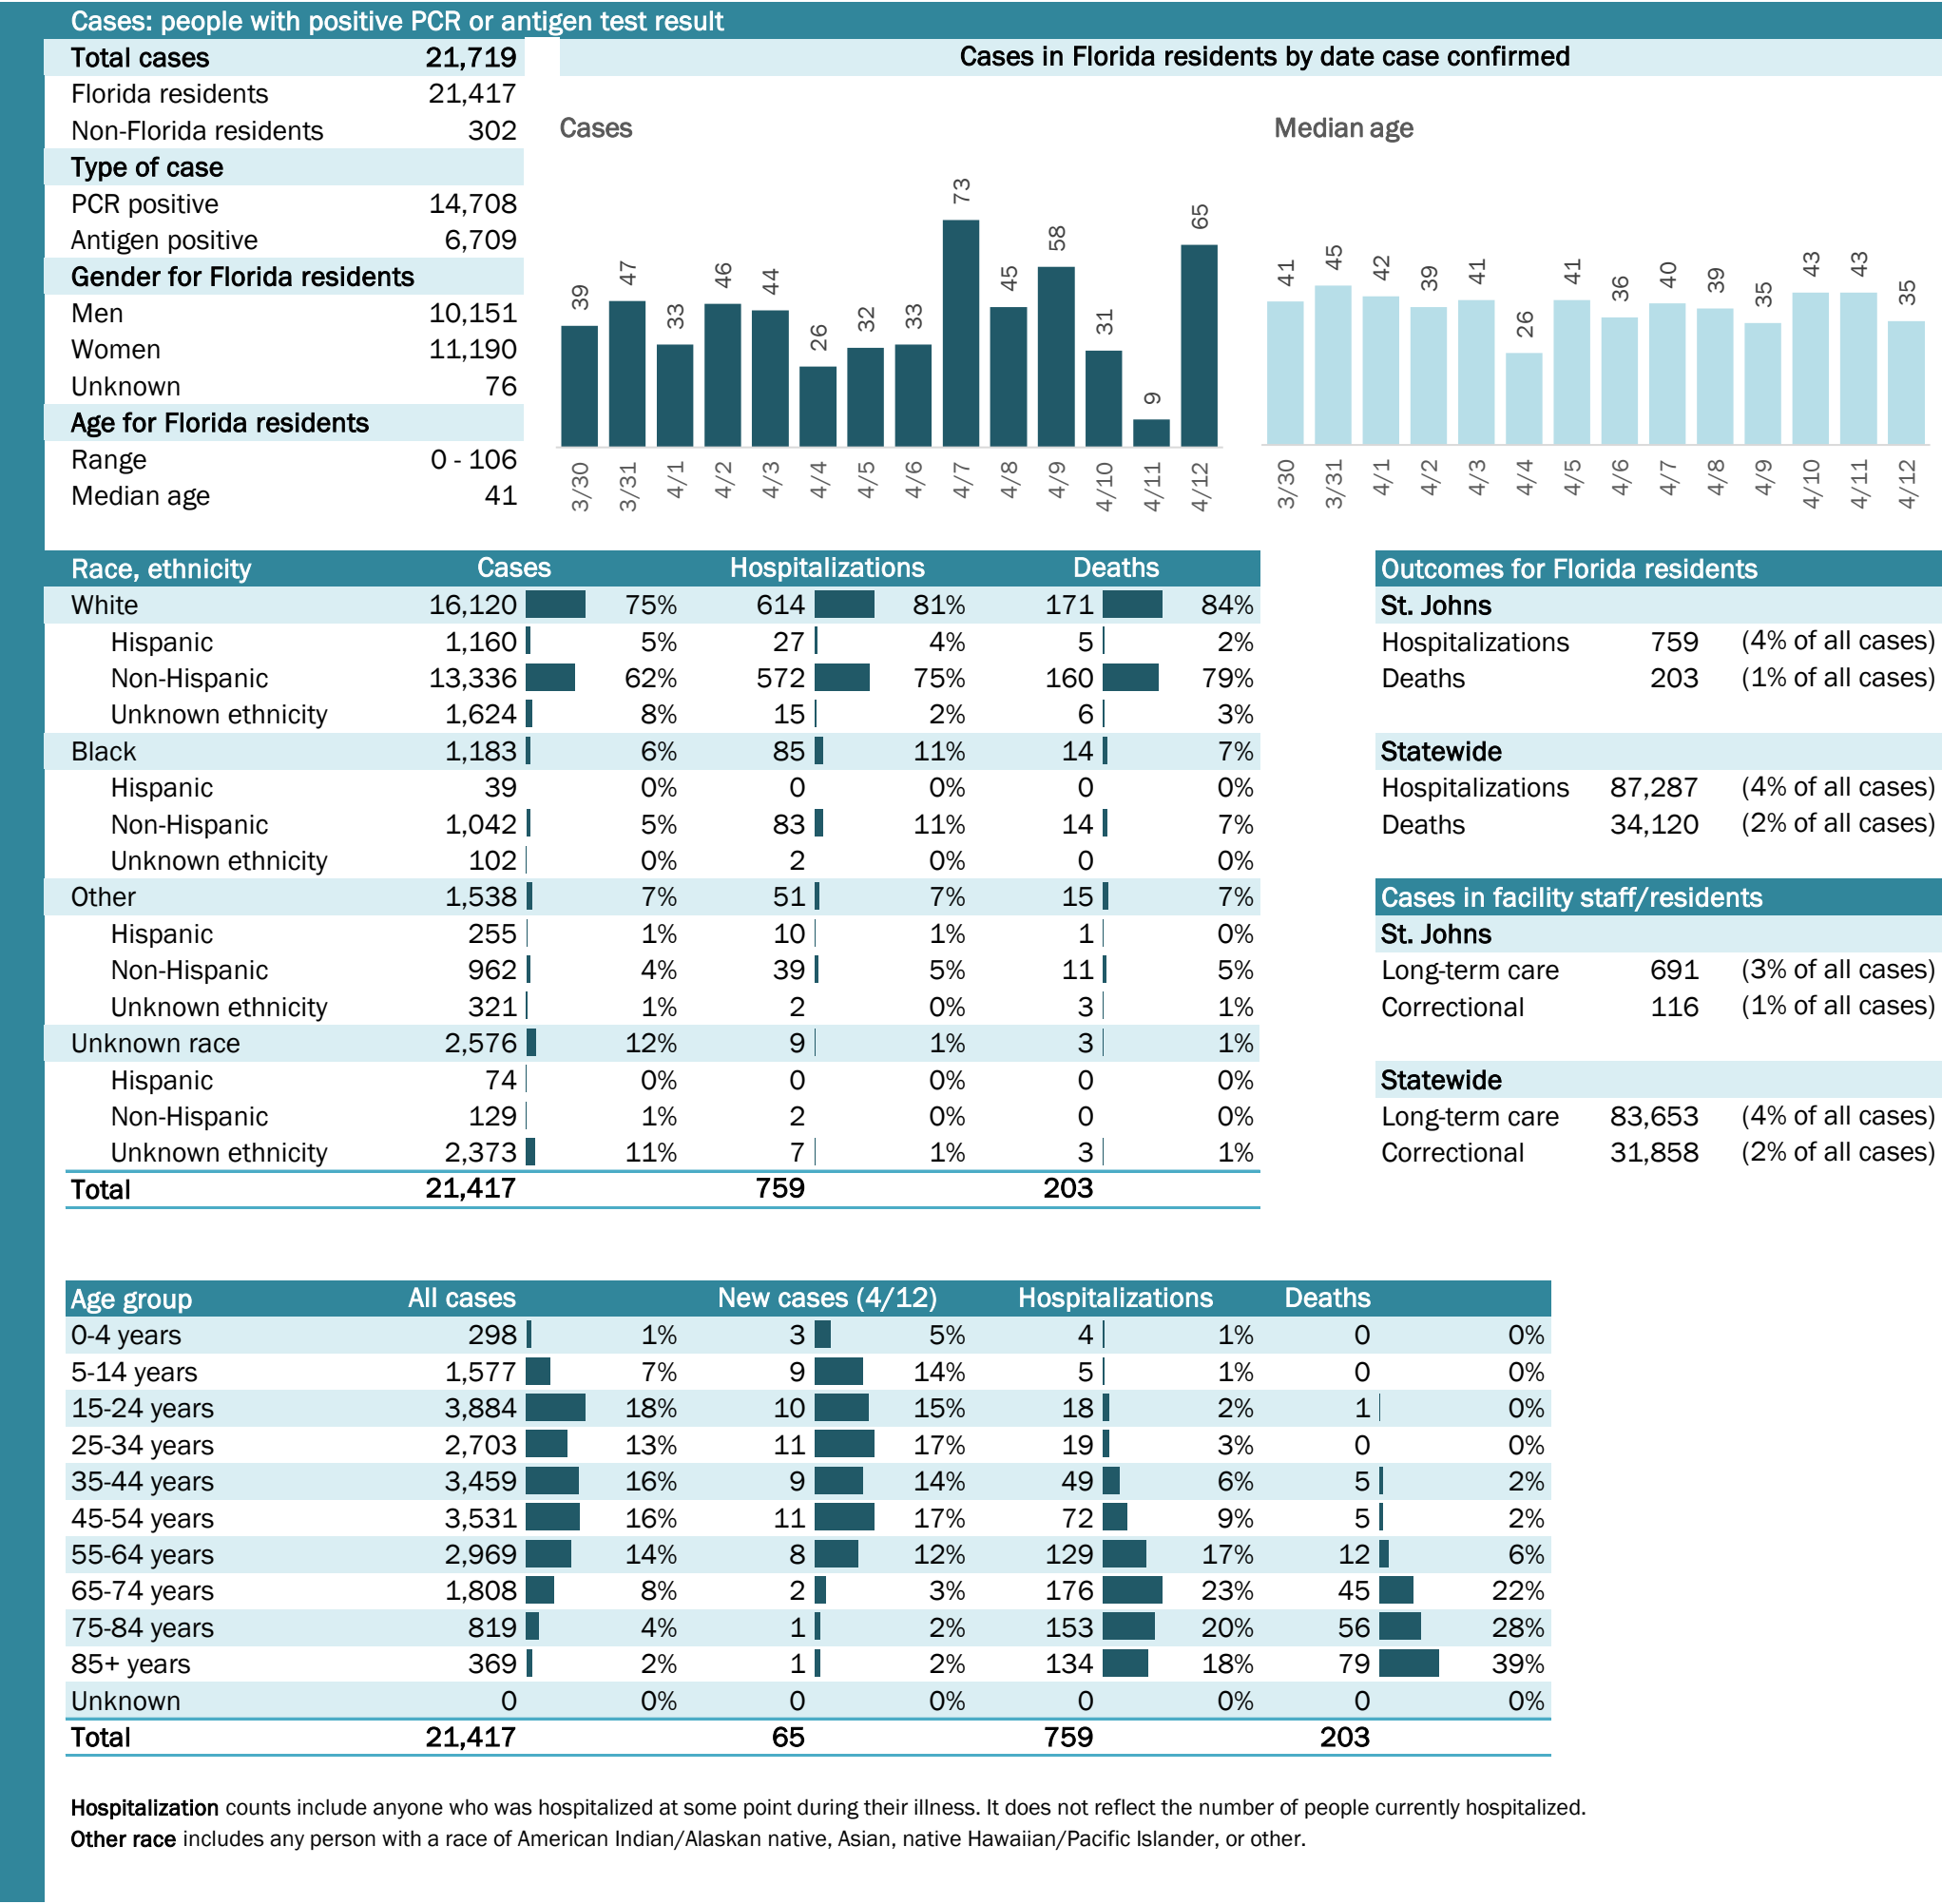 Cases: people with positive PCR or antigen test result
Total cases 21,719
Florida residents 21,417
Non-Florida residents 302
Type of case
PCR positive 14,708
Antigen positive 6,709
Gender for Florida residents
Men 10,151
Women 11,190
Unknown 76
Age for Florida residents
Range 0 - 106
Median age 41
Cases in Florida residents by date case confirmed
Cases
39 47 33 46 44 26 32 33 73 45 58 31 9 65
3/30 3/31 4/1 4/2 4/3 4/4 4/5 4/6 4/7 4/8 4/9 4/10 4/11 4/12
Median age
41 45 42 39 41 26 41 36 40 39 35 43 43 35
3/30 3/31 4/1 4/2 4/3 4/4 4/5 4/6 4/7 4/8 4/9 4/10 4/11 4/12
Race, ethnicity Cases Hospitalizations Deaths
White 16,120 75% 614 81% 171 84%
Hispanic 1,160 5% 27 4% 5 2%
Non-Hispanic 13,336 62% 572 75% 160 79%
Unknown ethnicity 1,624 8% 15 2% 6 3%
Black 1,183 6% 85 11% 14 7%
Hispanic 39 0% 0 0% 0 0%
Non-Hispanic 1,042 5% 83 11% 14 7%
Unknown ethnicity 102 0% 2 0% 0 0%
Other 1,538 7% 51 7% 15 7%
Hispanic 255 1% 10 1% 1 0%
Non-Hispanic 962 4% 39 5% 11 5%
Unknown ethnicity 321 1% 2 0% 3 1%
Unknown race 2,576 12% 9 1% 3 1%
Hispanic 74 0% 0 0% 0 0%
Non-Hispanic 129 1% 2 0% 0 0%
Unknown ethnicity 2,373 11% 7 1% 3 1%
Total 21,417 759 203
Outcomes for Florida residents
St. Johns
Hospitalizations 759 (4% of all cases)
Deaths 203 (1% of all cases)
Statewide
Hospitalizations 87,287 (4% of all cases)
Deaths 34,120 (2% of all cases)
Cases in facility staff/residents
St. Johns
Long-term care 691 (3% of all cases)
Correctional 116 (1% of all cases)
Statewide
Long-term care 83,653 (4% of all cases)
Correctional 31,858 (2% of all cases)
Age group All cases New cases (4/12) Hospitalizations Deaths
0-4 years 298 1% 3 5% 4 1% 0 0%
5-14 years 1,577 7% 9 14% 5 1% 0 0%
15-24 years 3,884 18% 10 15% 18 2% 1 0%
25-34 years 2,703 13% 11 17% 19 3% 0 0%
35-44 years 3,459 16% 9 14% 49 6% 5 2%
45-54 years 3,531 16% 11 17% 72 9% 5 2%
55-64 years 2,969 14% 8 12% 129 17% 12 6%
65-74 years 1,808 8% 2 3% 176 23% 45 22%
75-84 years 819 4% 1 2% 153 20% 56 28%
85+ years 369 2% 1 2% 134 18% 79 39%
Unknown 0 0% 0 0% 0 0% 0 0%
Total 21,417 65 759 203
Hospitalization counts include anyone who was hospitalized at some point during their illness. It does not reflect the number of people currently hospitalized.
Other race includes any person with a race of American Indian/Alaskan native, Asian, native Hawaiian/Pacific Islander, or other.